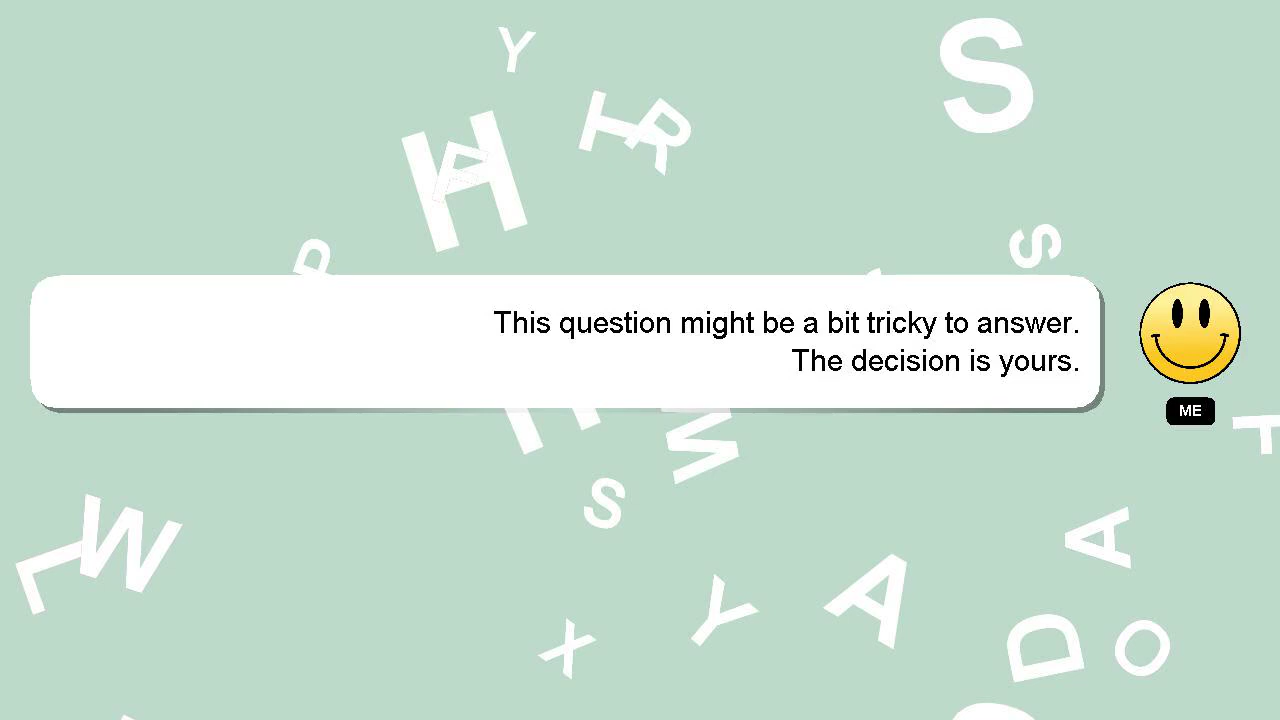 Y
S
H
A
T
R
P
S
This question might be a bit tricky to answer.
The decision is yours.
ME
H
M
T
S
W
L
A
Y
A
X
D
O